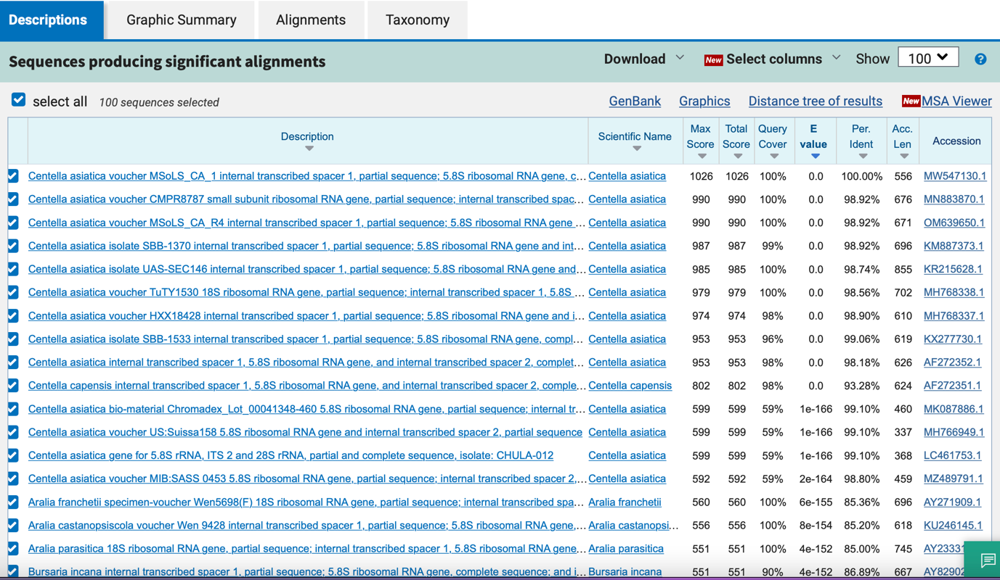 Descriptions Graphic Summary Alignments Taxonomy
Sequences producing significant alignments Download New Select columns Show 100 ?
select all 100 sequences selected GenBank Graphics Distance tree of results New MSA Viewer
Description Scientific Name Max Score Total Score Query Cover E value Per. Ident Acc. Len Accession
Centella asiatica voucher MSoLS_CA_1 internal transcribed spacer 1, partial sequence; 5.8S ribosomal RNA gene, c... Centella asiatica 1026 1026 100% 0.0 100.00% 556 MW547130.1
Centella asiatica voucher CMPR8787 small subunit ribosomal RNA gene, partial sequence; internal transcribed spac... Centella asiatica 990 990 100% 0.0 98.92% 676 MN883870.1
Centella asiatica voucher MSoLS_CA_R4 internal transcribed spacer 1, partial sequence; 5.8S ribosomal RNA gene ... Centella asiatica 990 990 100% 0.0 98.92% 671 OM639650.1
Centella asiatica isolate SBB-1370 internal transcribed spacer 1, partial sequence; 5.8S ribosomal RNA gene and int... Centella asiatica 987 987 99% 0.0 98.92% 696 KM887373.1
Centella asiatica isolate UAS-SEC146 internal transcribed spacer 1, partial sequence; 5.8S ribosomal RNA gene and... Centella asiatica 985 985 100% 0.0 98.74% 855 KR215628.1
Centella asiatica voucher TuTY1530 18S ribosomal RNA gene, partial sequence; internal transcribed spacer 1, 5.8S ... Centella asiatica 979 979 100% 0.0 98.56% 702 MH768338.1
Centella asiatica voucher HXX18428 internal transcribed spacer 1, partial sequence; 5.8S ribosomal RNA gene and i... Centella asiatica 974 974 98% 0.0 98.90% 610 MH768337.1
Centella asiatica isolate SBB-1533 internal transcribed spacer 1, partial sequence; 5.8S ribosomal RNA gene, compl... Centella asiatica 953 953 96% 0.0 99.06% 619 KX277730.1
Centella asiatica internal transcribed spacer 1, 5.8S ribosomal RNA gene, and internal transcribed spacer 2, complet... Centella asiatica 953 953 98% 0.0 98.18% 626 AF272352.1
Centella capensis internal transcribed spacer 1, 5.8S ribosomal RNA gene, and internal transcribed spacer 2, comple... Centella capensis 802 802 98% 0.0 93.28% 624 AF272351.1
Centella asiatica bio-material Chromadex_Lot_00041348-460 5.8S ribosomal RNA gene, partial sequence; internal tr... Centella asiatica 599 599 59% 1e-166 99.10% 460 MK087886.1
Centella asiatica voucher US:Suissa158 5.8S ribosomal RNA gene and internal transcribed spacer 2, partial sequence Centella asiatica 599 599 59% 1e-166 99.10% 337 MH766949.1
Centella asiatica gene for 5.8S rRNA, ITS 2 and 28S rRNA, partial and complete sequence, isolate: CHULA-012 Centella asiatica 599 599 59% 1e-166 99.10% 368 LC461753.1
Centella asiatica voucher MIB:SASS 0453 5.8S ribosomal RNA gene, partial sequence; internal transcribed spacer 2,... Centella asiatica 592 592 59% 2e-164 98.80% 459 MZ489791.1
Aralia franchetii specimen-voucher Wen5698(F) 18S ribosomal RNA gene, partial sequence; internal transcribed spa... Aralia franchetii 560 560 100% 6e-155 85.36% 696 AY271909.1
Aralia castanopsiscola voucher Wen 9428 internal transcribed spacer 1, partial sequence; 5.8S ribosomal RNA gene,... Aralia castanopsi... 556 556 100% 8e-154 85.20% 618 KU246145.1
Aralia parasitica 18S ribosomal RNA gene, partial sequence; internal transcribed spacer 1, 5.8S ribosomal RNA gene... Aralia parasitica 551 551 100% 4e-152 85.00% 745 AY23331
Bursaria incana internal transcribed spacer 1, partial sequence; 5.8S ribosomal RNA gene, complete sequence; and i... Bursaria incana 551 551 90% 4e-152 86.89% 667 AY82902